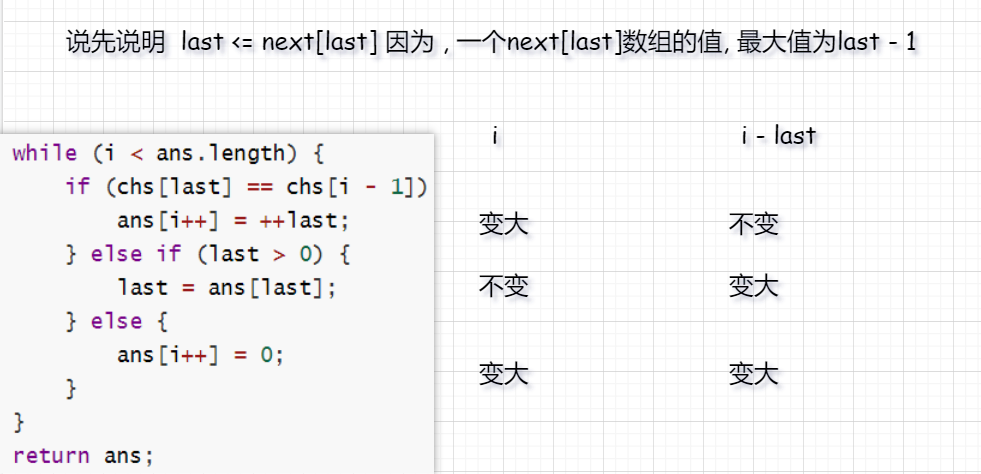 说先说明 last <= next[last] 因为 , 一个next[last]数组的值, 最大值为last - 1
i i - last
while (i < ans.length) {
if (chs[last] == chs[i - 1])
ans[i++] = ++last;
} else if (last > 0) {
last = ans[last];
} else {
ans[i++] = 0;
}
}
return ans;
变大 不变
不变 变大
变大 变大